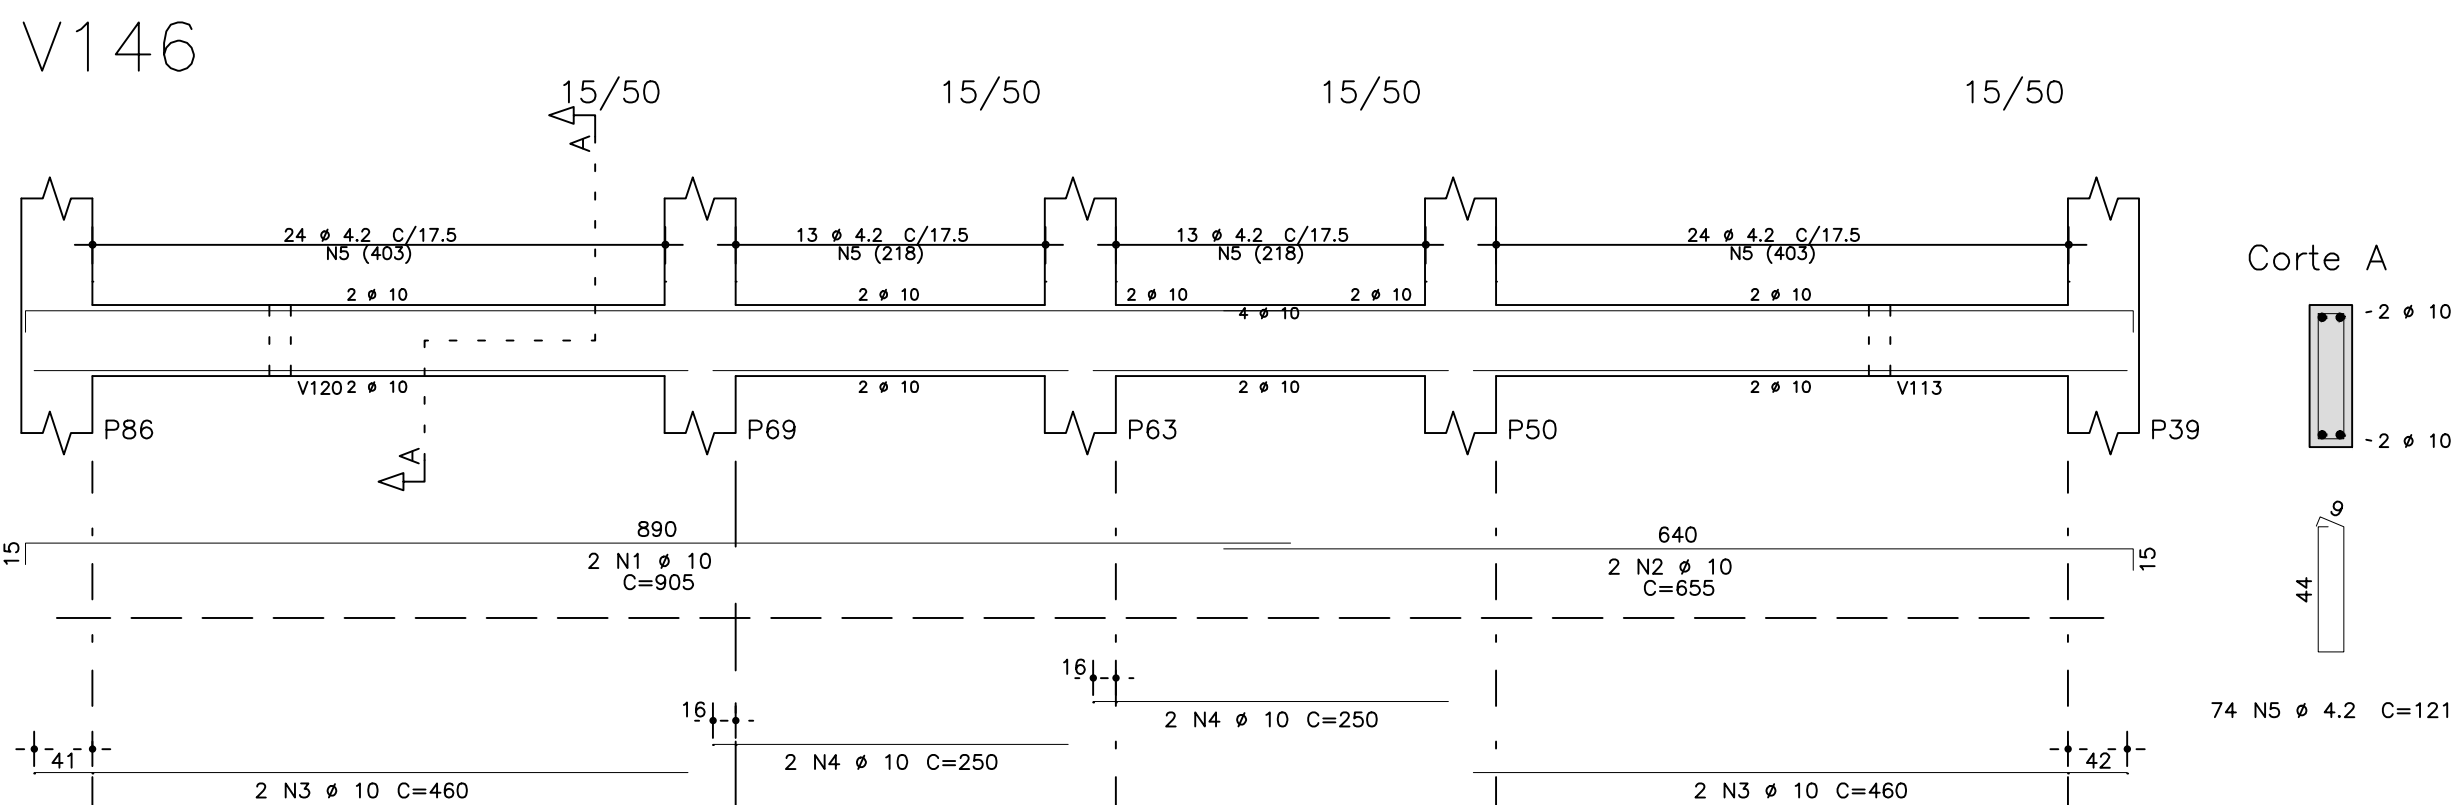 V146
15/50
15/50
15/50
15/50
A
24 ø 4.2 C/17.5
N5 (403)
13 ø 4.2 C/17.5
N5 (218)
13 ø 4.2 C/17.5
N5 (218)
24 ø 4.2 C/17.5
N5 (403)
Corte A
2 ø 10
2 ø 10
2 ø 10
2 ø 10
2 ø 10
4 ø 10
-2 ø 10
V120
2 ø 10
2 ø 10
2 ø 10
2 ø 10
V113
P86
P69
P63
P50
P39
-2 ø 10
A
890
15
2 N1 ø 10
C=905
640
15
2 N2 ø 10
C=655
9
44
74 N5 ø 4.2 C=121
16
2 N4 ø 10 C=250
16
2 N4 ø 10 C=250
41
2 N3 ø 10 C=460
42
2 N3 ø 10 C=460